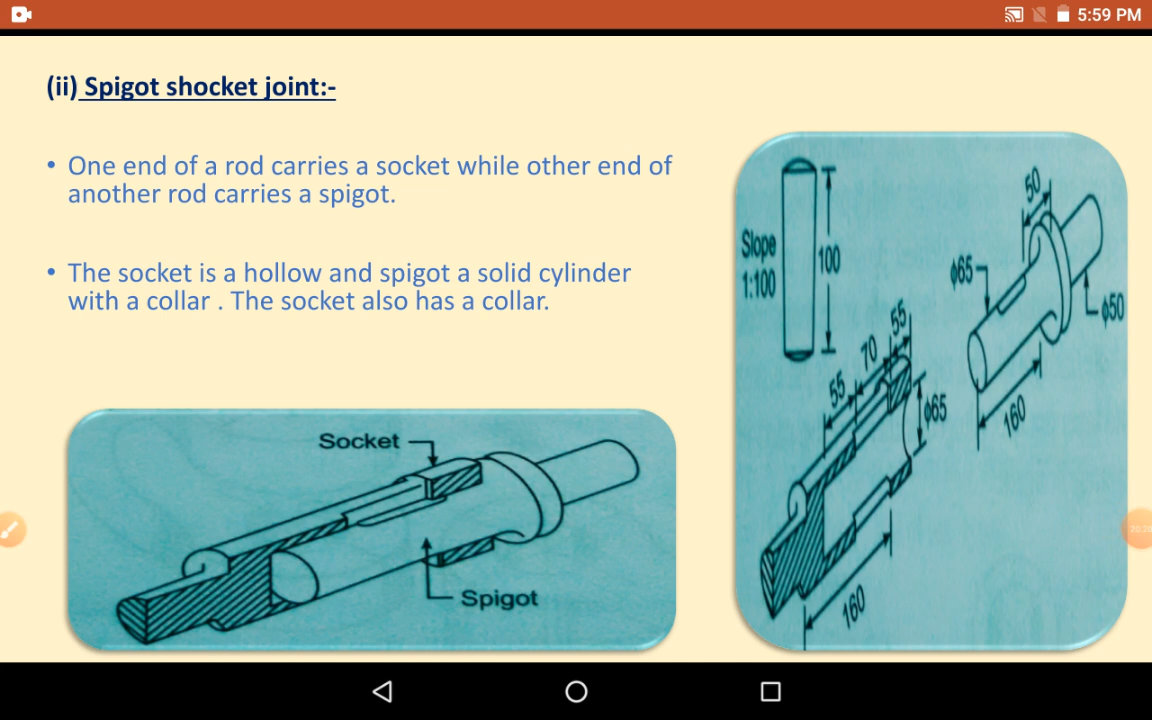 5:59 PM
(ii) Spigot shocket joint:-
• One end of a rod carries a socket while other end of
another rod carries a spigot.
• The socket is a hollow and spigot a solid cylinder
with a collar . The socket also has a collar.
Socket
Spigot
Slope
1:100
100
50
ϕ65
ϕ50
160
55
70
55
ϕ65
160